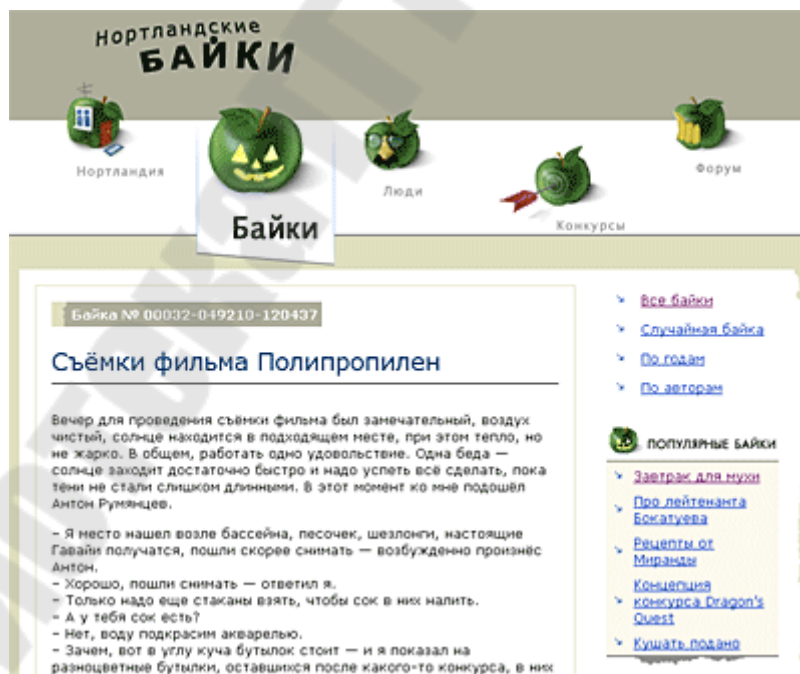 Нортландские
БАЙКИ
Нортландия
Байки
Люди
Конкурсы
Форум
Байка № 00032-049210-120437
Съёмки фильма Полипропилен
Вечер для проведения съёмки фильма был замечательный, воздух
чистый, солнце находится в подходящем месте, при этом тепло, но
не жарко. В общем, работать одно удовольствие. Одна беда —
солнце заходит достаточно быстро и надо успеть всё сделать, пока
тени не стали слишком длинными. В этот момент ко мне подошёл
Антон Румянцев.
– Я место нашел возле бассейна, песочек, шезлонги, настоящие
Гавайи получатся, пошли скорее снимать — возбужденно произнёс
Антон.
– Хорошо, пошли снимать — ответил я.
– Только надо еще стаканы взять, чтобы сок в них налить.
– А у тебя сок есть?
– Нет, воду подкрасим акварелью.
– Зачем, вот в углу куча бутылок стоит — и я показал на
разноцветные бутылки, оставшихся после какого-то конкурса, в них
Все байки
Случайная байка
По годам
По авторам
ПОПУЛЯРНЫЕ БАЙКИ
Завтрак для мухи
Про лейтенанта
Бокатуева
Рецепты от
Миранды
Концепция
конкурса Dragon's
Quest
Кушать подано